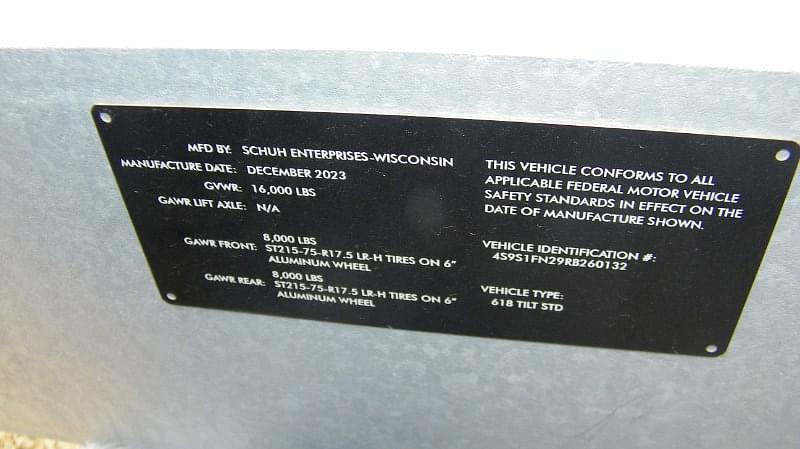 MFD BY: SCHUH ENTERPRISES-WISCONSIN
MANUFACTURE DATE: DECEMBER 2023
GVWR: 16,000 LBS
GAWR LIFT AXLE: N/A
GAWR FRONT: 8,000 LBS
ST215-75-R17.5 LR-H TIRES ON 6"
ALUMINUM WHEEL
GAWR REAR: 8,000 LBS
ST215-75-R17.5 LR-H TIRES ON 6"
ALUMINUM WHEEL
THIS VEHICLE CONFORMS TO ALL
APPLICABLE FEDERAL MOTOR VEHICLE
SAFETY STANDARDS IN EFFECT ON THE
DATE OF MANUFACTURE SHOWN.
VEHICLE IDENTIFICATION #:
4S9S1FN29RB260132
VEHICLE TYPE:
618 TILT STD